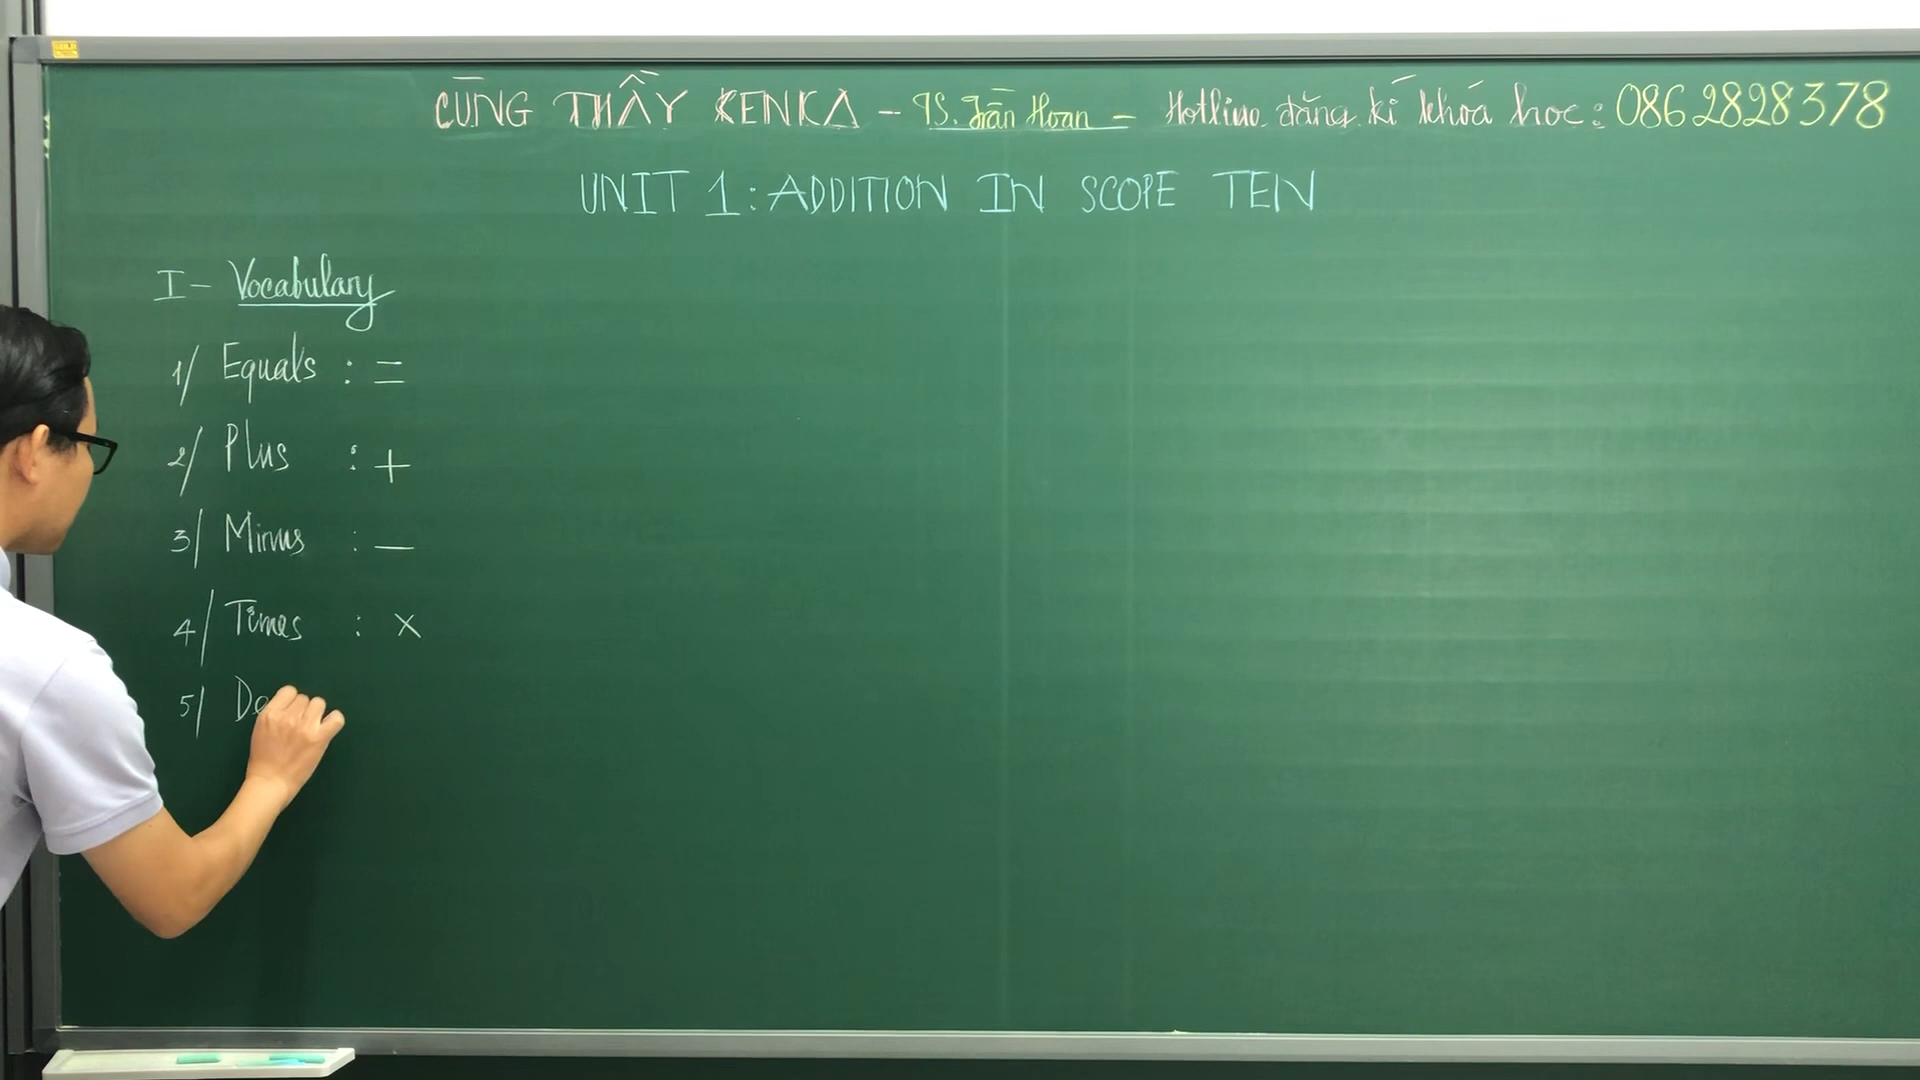 CÙNG THẦY KENKA - TS. Trần Hoan - Hotline đăng kí khóa học: 0862828378
UNIT 1: ADDITION IN SCOPE TEN
I - Vocabulary
1/ Equals : =
2/ Plus : +
3/ Minus : -
4/ Times : ×
5/